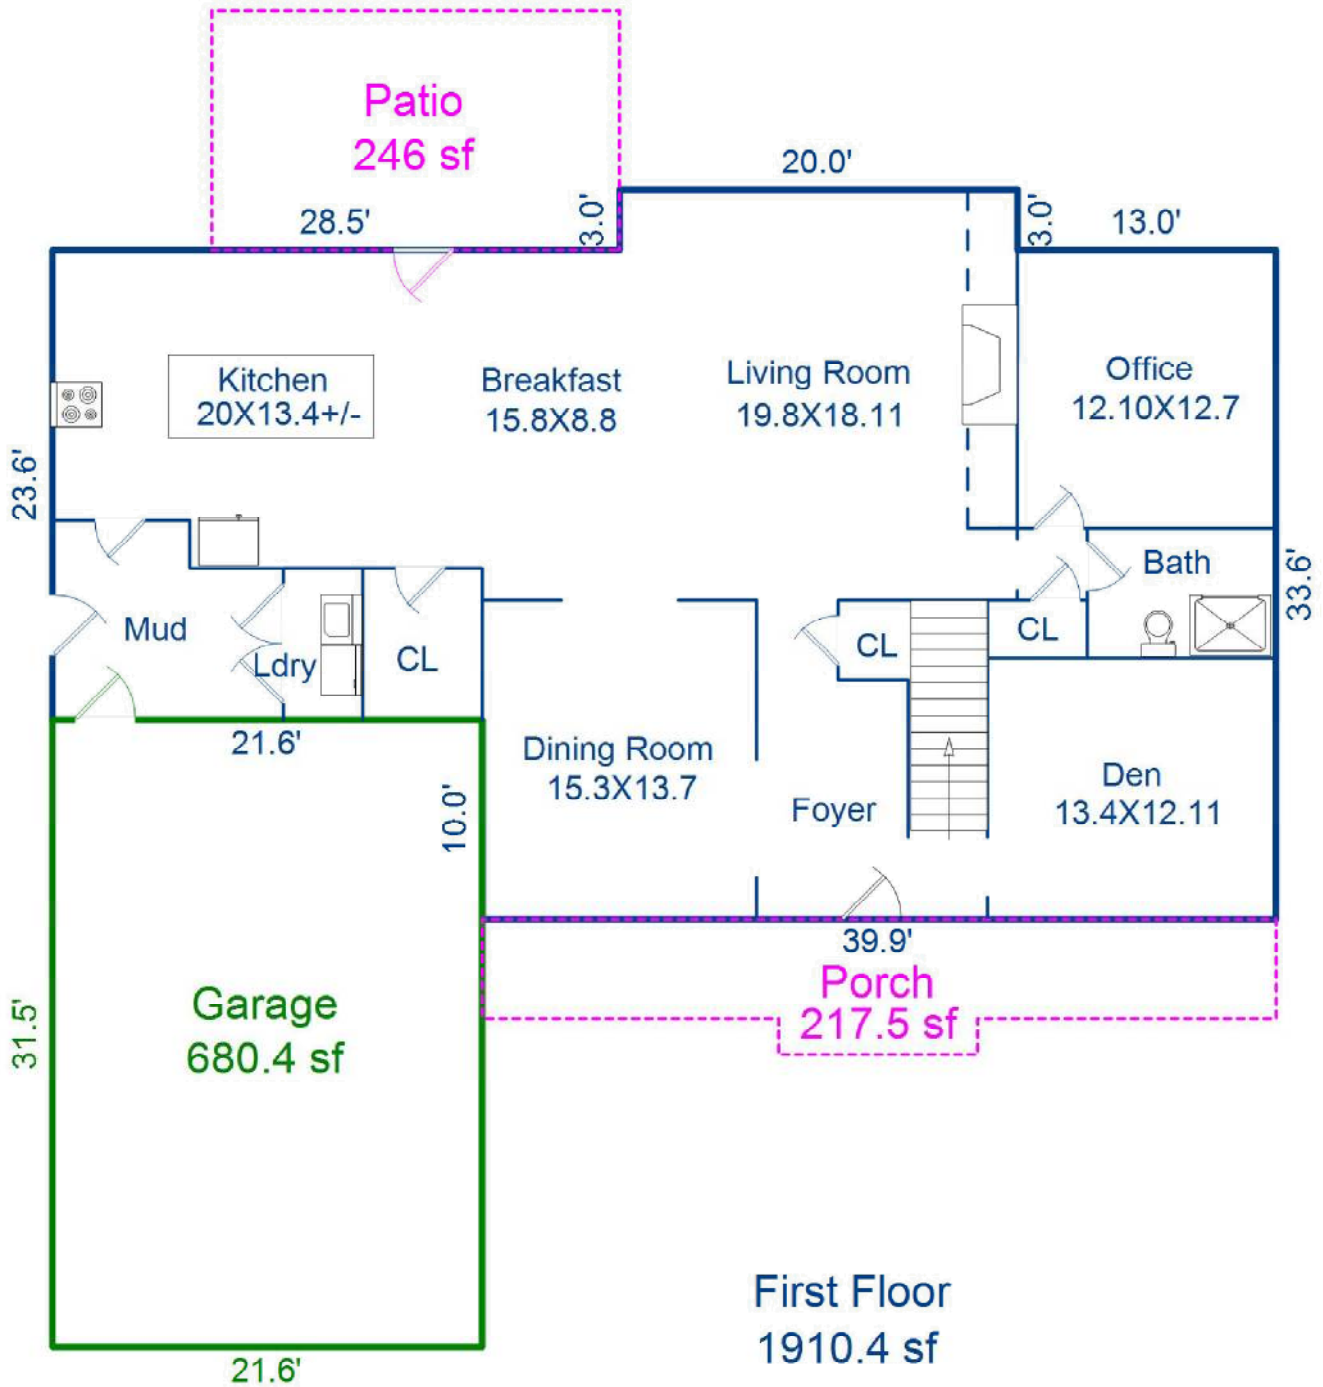 Patio
246 sf
20.0'
28.5'
3.0'
3.0'
13.0'
Kitchen
20X13.4+/-
Breakfast
15.8X8.8
Living Room
19.8X18.11
Office
12.10X12.7
23.6'
Bath
33.6'
Mud
Ldry
CL
CL
CL
21.6'
10.0'
Dining Room
15.3X13.7
Foyer
Den
13.4X12.11
39.9'
Porch
217.5 sf
31.5'
Garage
680.4 sf
21.6'
First Floor
1910.4 sf